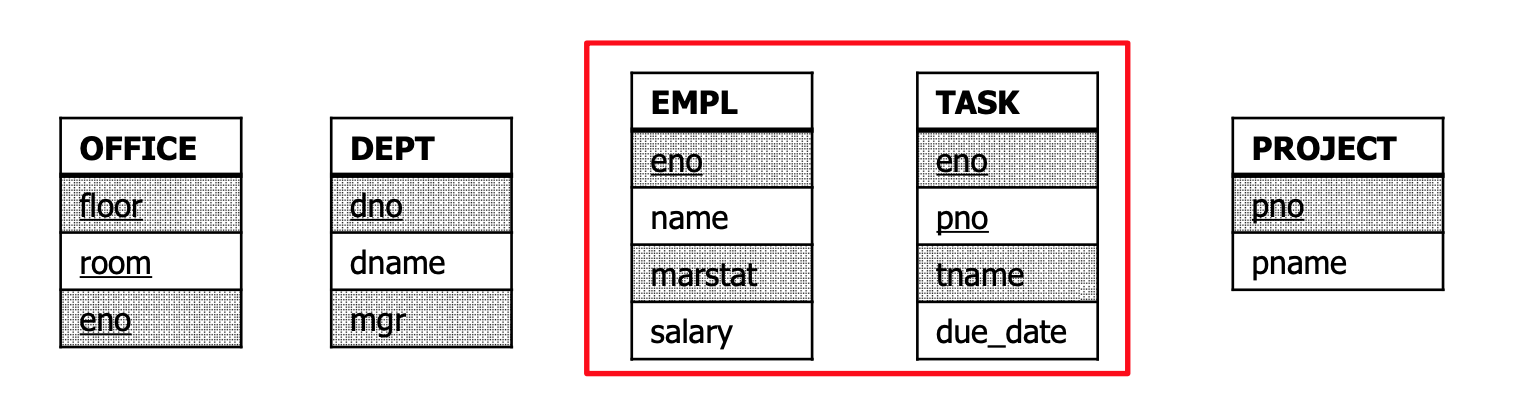 OFFICE
floor
room
eno
DEPT
dno
dname
mgr
EMPL
eno
name
marstat
salary
TASK
eno
pno
tname
due_date
PROJECT
pno
pname